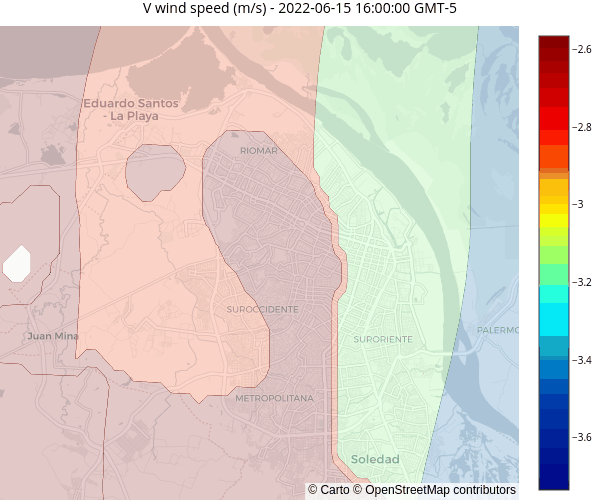 V wind speed (m/s) - 2022-06-15 16:00:00 GMT-5
−2.6
Eduardo Santos
- La Playa
−2.8
RIOMAR
−3
−3.2
SUROCCIDENTE
PALERMO
Juan Mina
SURORIENTE
−3.4
METROPOLITANA
−3.6
Soledad
© Carto © OpenStreetMap contributors